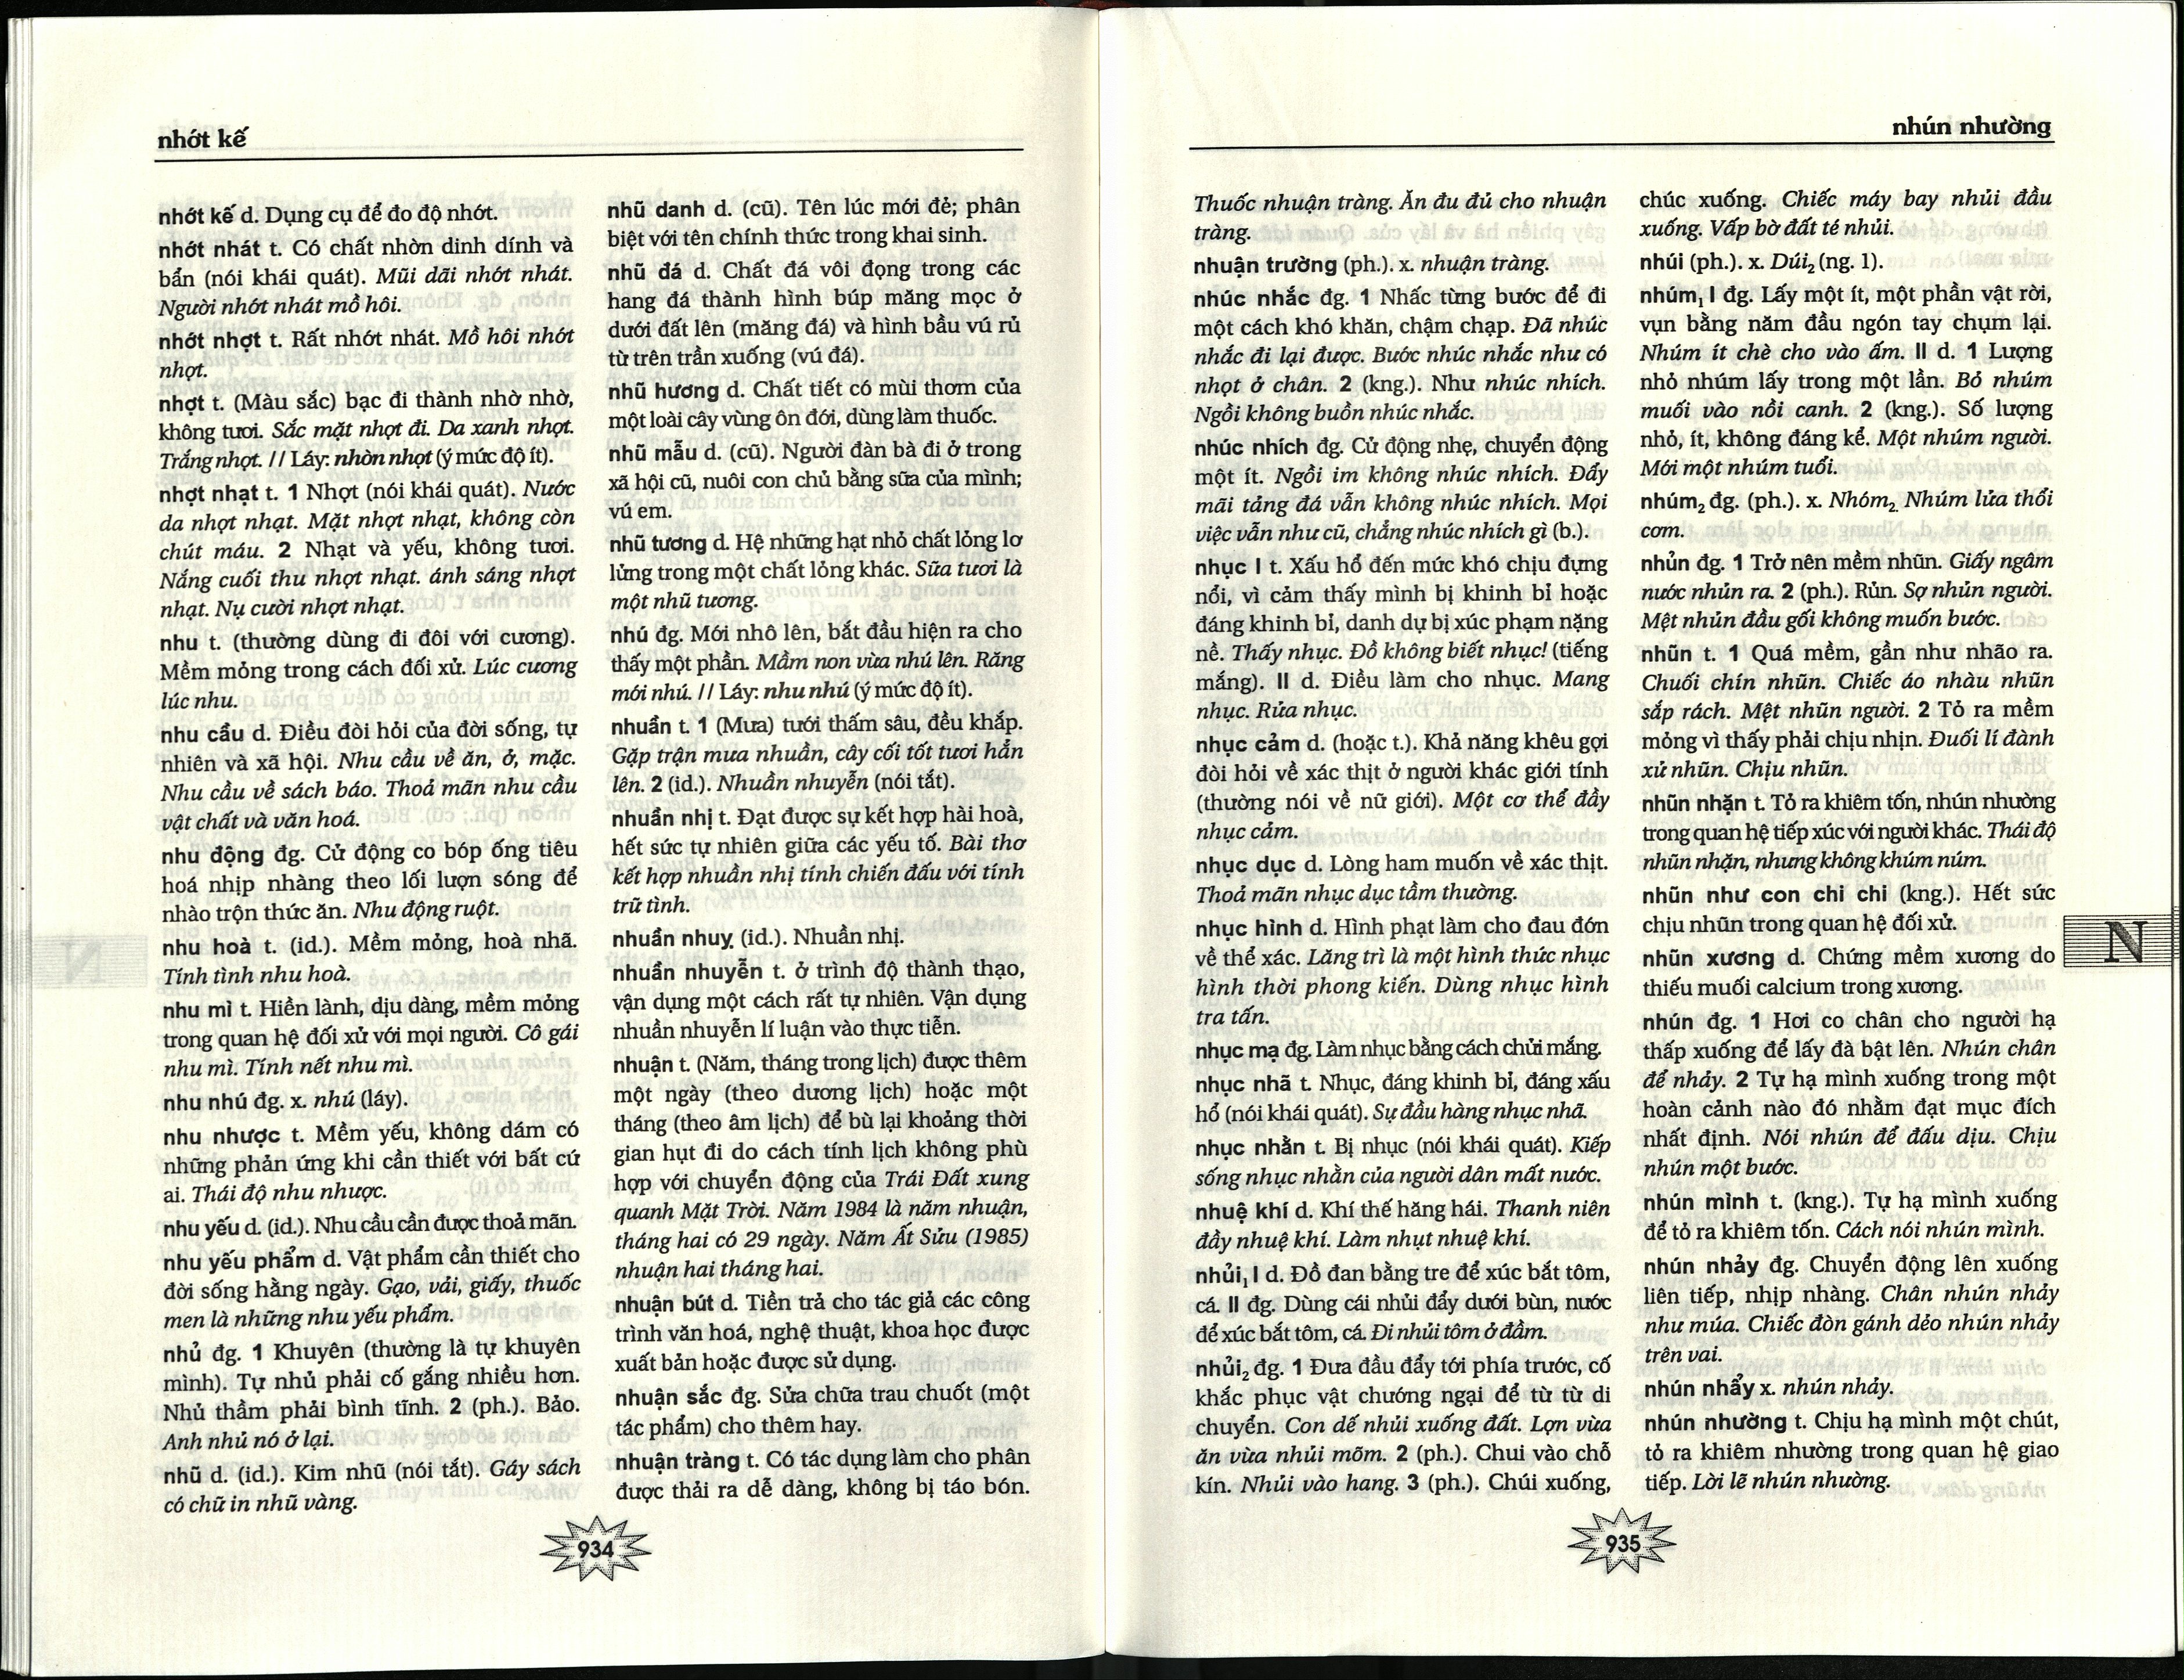 nhớt kế
nhớt kế d. Dụng cụ để đo độ nhớt.
nhớt nhát t. Có chất nhờn dinh dính và
bẩn (nói khái quát). Mũi dãi nhớt nhát.
Người nhớt nhát mồ hôi.
nhớt nhợt t. Rất nhớt nhát. Mồ hôi nhớt
nhợt.
nhợt t. (Màu sắc) bạc đi thành nhờ nhờ,
không tươi. Sắc mặt nhợt đi. Da xanh nhợt.
Trắng nhợt. // Láy: nhờn nhợt (ý mức độ ít).
nhợt nhạt t. 1 Nhợt (nói khái quát). Nước
da nhợt nhạt. Mặt nhợt nhạt, không còn
chút máu. 2 Nhạt và yếu, không tươi.
Nắng cuối thu nhợt nhạt. ánh sáng nhợt
nhạt. Nụ cười nhợt nhạt.
nhu t. (thường dùng đi đôi với cương).
Mềm mỏng trong cách đối xử. Lúc cương
lúc nhu.
nhu cầu d. Điều đòi hỏi của đời sống, tự
nhiên và xã hội. Nhu cầu về ăn, ở, mặc.
Nhu cầu về sách báo. Thoả mãn nhu cầu
vật chất và văn hoá.
nhu động đg. Cử động co bóp ống tiêu
hoá nhịp nhàng theo lối lượn sóng để
nhào trộn thức ăn. Nhu động ruột.
nhu hoà t. (id.). Mềm mỏng, hoà nhã.
Tính tình nhu hoà.
nhu mì t. Hiền lành, dịu dàng, mềm mỏng
trong quan hệ đối xử với mọi người. Cô gái
nhu mì. Tính nết nhu mì.
nhu nhú đg. x. nhú (láy).
nhu nhược t. Mềm yếu, không dám có
những phản ứng khi cần thiết với bất cứ
ai. Thái độ nhu nhược.
nhu yếu d. (id.). Nhu cầu cần được thoả mãn.
nhu yếu phẩm d. Vật phẩm cần thiết cho
đời sống hằng ngày. Gạo, vải, giấy, thuốc
men là những nhu yếu phẩm.
nhủ đg. 1 Khuyên (thường là tự khuyên
mình). Tự nhủ phải cố gắng nhiều hơn.
Nhủ thầm phải bình tĩnh. 2 (ph.). Bảo.
Anh nhủ nó ở lại.
nhũ d. (id.). Kim nhũ (nói tắt). Gáy sách
có chữ in nhũ vàng.
nhũ danh d. (cũ). Tên lúc mới đẻ; phân
biệt với tên chính thức trong khai sinh.
nhũ đá d. Chất đá vôi đọng trong các
hang đá thành hình búp măng mọc ở
dưới đất lên (măng đá) và hình bầu vú rủ
từ trên trần xuống (vú đá).
nhũ hương d. Chất tiết có mùi thơm của
một loài cây vùng ôn đới, dùng làm thuốc.
nhũ mẫu d. (cũ). Người đàn bà đi ở trong
xã hội cũ, nuôi con chủ bằng sữa của mình;
vú em.
nhũ tương d. Hệ những hạt nhỏ chất lỏng lơ
lửng trong một chất lỏng khác. Sữa tươi là
một nhũ tương.
nhú đg. Mới nhô lên, bắt đầu hiện ra cho
thấy một phần. Mầm non vừa nhú lên. Răng
mới nhú. // Láy: nhu nhú (ý mức độ ít).
nhuần t. 1 (Mưa) tưới thấm sâu, đều khắp.
Gặp trận mưa nhuần, cây cối tốt tươi hẳn
lên. 2 (id.). Nhuần nhuyễn (nói tắt).
nhuần nhị t. Đạt được sự kết hợp hài hoà,
hết sức tự nhiên giữa các yếu tố. Bài thơ
kết hợp nhuần nhị tính chiến đấu với tính
trữ tình.
nhuần nhuỵ (id.). Nhuần nhị.
nhuần nhuyễn t. ở trình độ thành thạo,
vận dụng một cách rất tự nhiên. Vận dụng
nhuần nhuyễn lí luận vào thực tiễn.
nhuận t. (Năm, tháng trong lịch) được thêm
một ngày (theo dương lịch) hoặc một
tháng (theo âm lịch) để bù lại khoảng thời
gian hụt đi do cách tính lịch không phù
hợp với chuyển động của Trái Đất xung
quanh Mặt Trời. Năm 1984 là năm nhuận,
tháng hai có 29 ngày. Năm Ất Sửu (1985)
nhuận hai tháng hai.
nhuận bút d. Tiền trả cho tác giả các công
trình văn hoá, nghệ thuật, khoa học được
xuất bản hoặc được sử dụng.
nhuận sắc đg. Sửa chữa trau chuốt (một
tác phẩm) cho thêm hay.
nhuận tràng t. Có tác dụng làm cho phân
được thải ra dễ dàng, không bị táo bón.
934
nhún nhường
Thuốc nhuận tràng. Ăn đu đủ cho nhuận
tràng.
nhuận trường (ph.). x. nhuận tràng.
nhúc nhắc đg. 1 Nhấc từng bước để đi
một cách khó khăn, chậm chạp. Đã nhúc
nhắc đi lại được. Bước nhúc nhắc như có
nhọt ở chân. 2 (kng.). Như nhúc nhích.
Ngồi không buồn nhúc nhắc.
nhúc nhích đg. Cử động nhẹ, chuyển động
một ít. Ngồi im không nhúc nhích. Đẩy
mãi tảng đá vẫn không nhúc nhích. Mọi
việc vẫn như cũ, chẳng nhúc nhích gì (b.).
nhục I t. Xấu hổ đến mức khó chịu đựng
nổi, vì cảm thấy mình bị khinh bỉ hoặc
đáng khinh bỉ, danh dự bị xúc phạm nặng
nề. Thấy nhục. Đồ không biết nhục! (tiếng
mắng). II d. Điều làm cho nhục. Mang
nhục. Rửa nhục.
nhục cảm d. (hoặc t.). Khả năng khêu gợi
đòi hỏi về xác thịt ở người khác giới tính
(thường nói về nữ giới). Một cơ thể đầy
nhục cảm.
nhục dục d. Lòng ham muốn về xác thịt.
Thoả mãn nhục dục tầm thường.
nhục hình d. Hình phạt làm cho đau đớn
về thể xác. Lăng trì là một hình thức nhục
hình thời phong kiến. Dùng nhục hình
tra tấn.
nhục mạ đg. Làm nhục bằng cách chửi mắng.
nhục nhã t. Nhục, đáng khinh bỉ, đáng xấu
hổ (nói khái quát). Sự đầu hàng nhục nhã.
nhục nhằn t. Bị nhục (nói khái quát). Kiếp
sống nhục nhằn của người dân mất nước.
nhuệ khí d. Khí thế hăng hái. Thanh niên
đầy nhuệ khí. Làm nhụt nhuệ khí.
nhủi₁ I d. Đồ đan bằng tre để xúc bắt tôm,
cá. II đg. Dùng cái nhủi đẩy dưới bùn, nước
để xúc bắt tôm, cá. Đi nhủi tôm ở đầm.
nhủi₂ đg. 1 Đưa đầu đẩy tới phía trước, cố
khắc phục vật chướng ngại để từ từ di
chuyển. Con dế nhủi xuống đất. Lợn vừa
ăn vừa nhủi mõm. 2 (ph.). Chui vào chỗ
kín. Nhủi vào hang. 3 (ph.). Chúi xuống,
chúc xuống. Chiếc máy bay nhủi đầu
xuống. Vấp bờ đất té nhủi.
nhúi (ph.). x. Dúi₂ (ng. 1).
nhúm₁ I đg. Lấy một ít, một phần vật rời,
vụn bằng năm đầu ngón tay chụm lại.
Nhúm ít chè cho vào ấm. II d. 1 Lượng
nhỏ nhúm lấy trong một lần. Bỏ nhúm
muối vào nồi canh. 2 (kng.). Số lượng
nhỏ, ít, không đáng kể. Một nhúm người.
Mới một nhúm tuổi.
nhúm₂ đg. (ph.). x. Nhóm₂. Nhúm lửa thổi
cơm.
nhủn đg. 1 Trở nên mềm nhũn. Giấy ngâm
nước nhủn ra. 2 (ph.). Rủn. Sợ nhủn người.
Mệt nhủn đầu gối không muốn bước.
nhũn t. 1 Quá mềm, gần như nhão ra.
Chuối chín nhũn. Chiếc áo nhàu nhũn
sắp rách. Mệt nhũn người. 2 Tỏ ra mềm
mỏng vì thấy phải chịu nhịn. Đuối lí đành
xử nhũn. Chịu nhũn.
nhũn nhặn t. Tỏ ra khiêm tốn, nhún nhường
trong quan hệ tiếp xúc với người khác. Thái độ
nhũn nhặn, nhưng không khúm núm.
nhũn như con chi chi (kng.). Hết sức
chịu nhũn trong quan hệ đối xử.
nhũn xương d. Chứng mềm xương do
thiếu muối calcium trong xương.
nhún đg. 1 Hơi co chân cho người hạ
thấp xuống để lấy đà bật lên. Nhún chân
để nhảy. 2 Tự hạ mình xuống trong một
hoàn cảnh nào đó nhằm đạt mục đích
nhất định. Nói nhún để đấu dịu. Chịu
nhún một bước.
nhún mình t. (kng.). Tự hạ mình xuống
để tỏ ra khiêm tốn. Cách nói nhún mình.
nhún nhảy đg. Chuyển động lên xuống
liên tiếp, nhịp nhàng. Chân nhún nhảy
như múa. Chiếc đòn gánh dẻo nhún nhảy
trên vai.
nhún nhẩy x. nhún nhảy.
nhún nhường t. Chịu hạ mình một chút,
tỏ ra khiêm nhường trong quan hệ giao
tiếp. Lời lẽ nhún nhường.
N
935